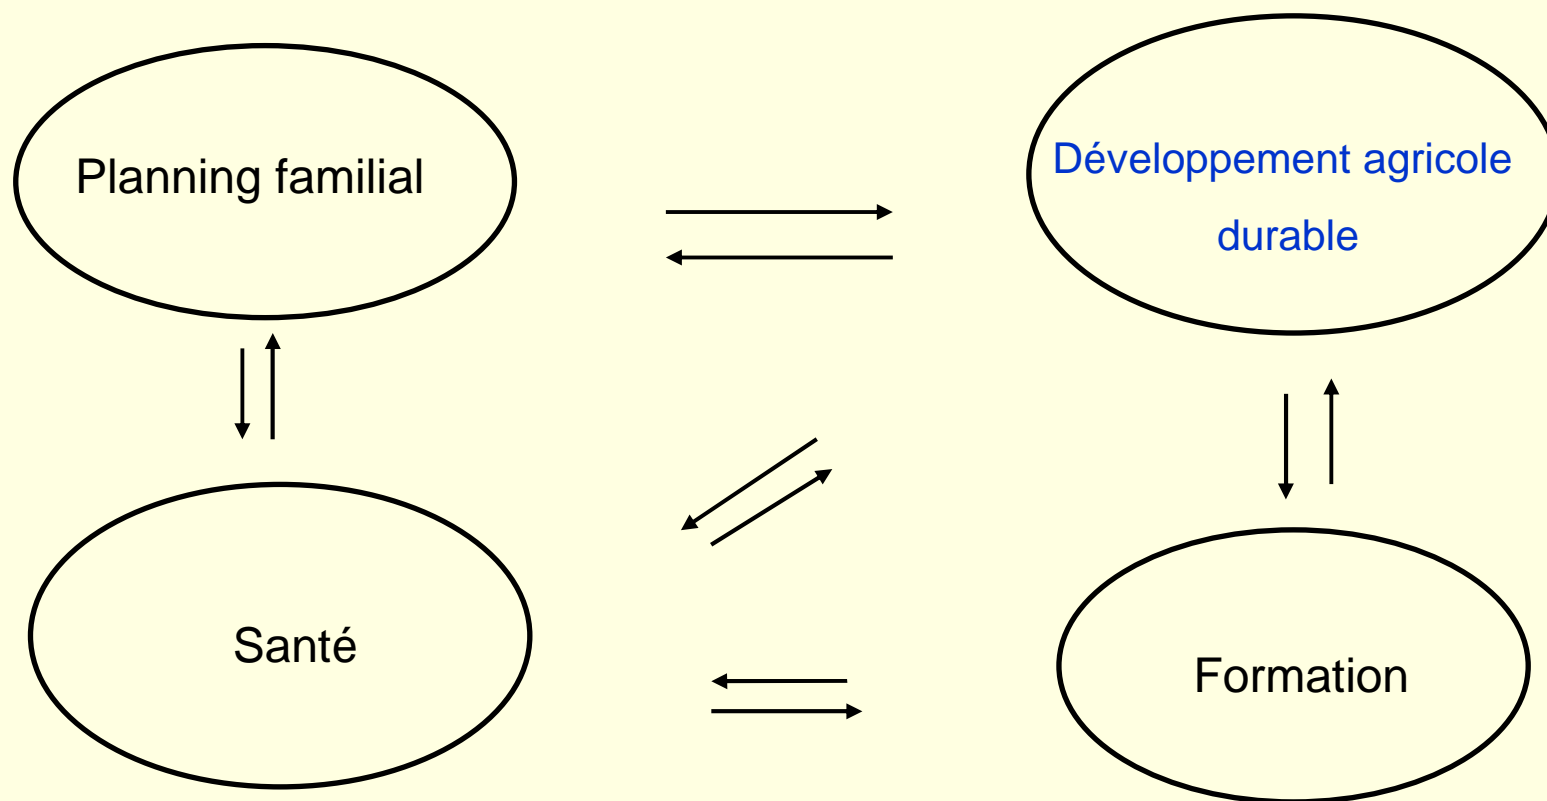 Planning familial
Développement agricole
durable
Santé
Formation